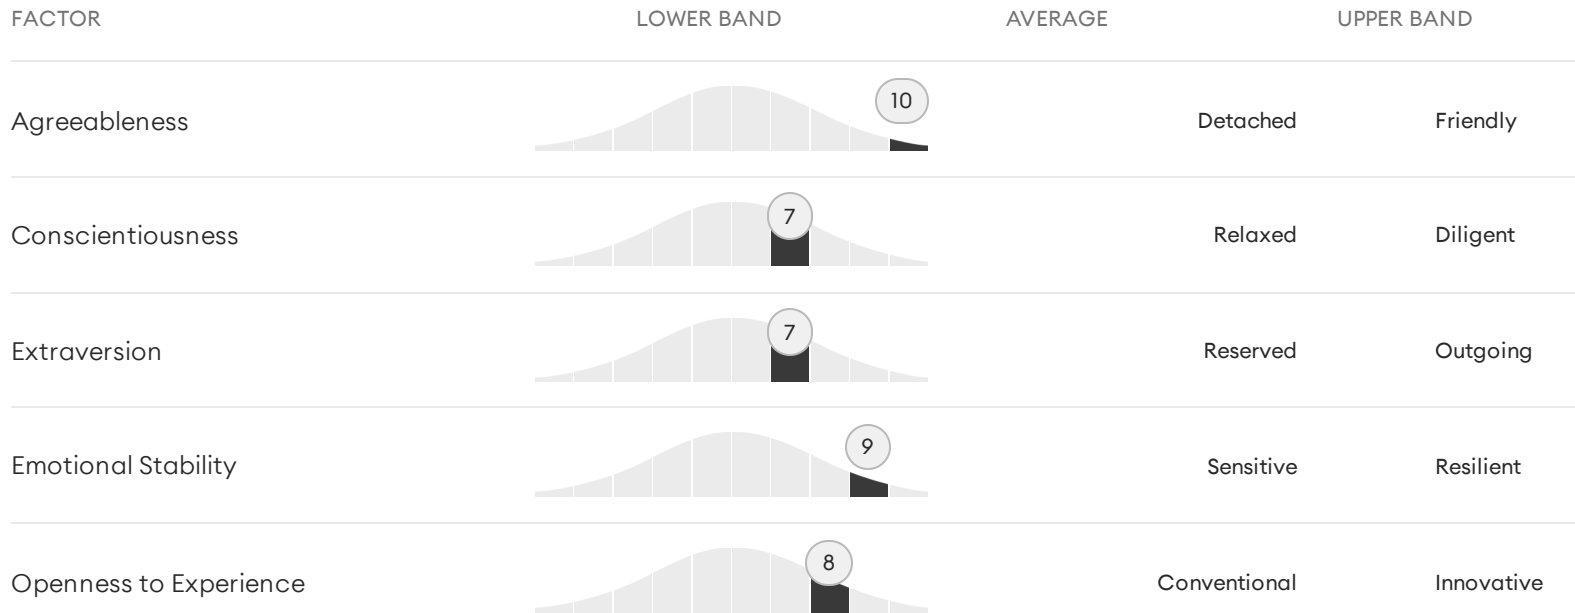 FACTOR LOWER BAND AVERAGE UPPER BAND
Agreeableness 10 Detached Friendly
Conscientiousness 7 Relaxed Diligent
Extraversion 7 Reserved Outgoing
Emotional Stability 9 Sensitive Resilient
Openness to Experience 8 Conventional Innovative